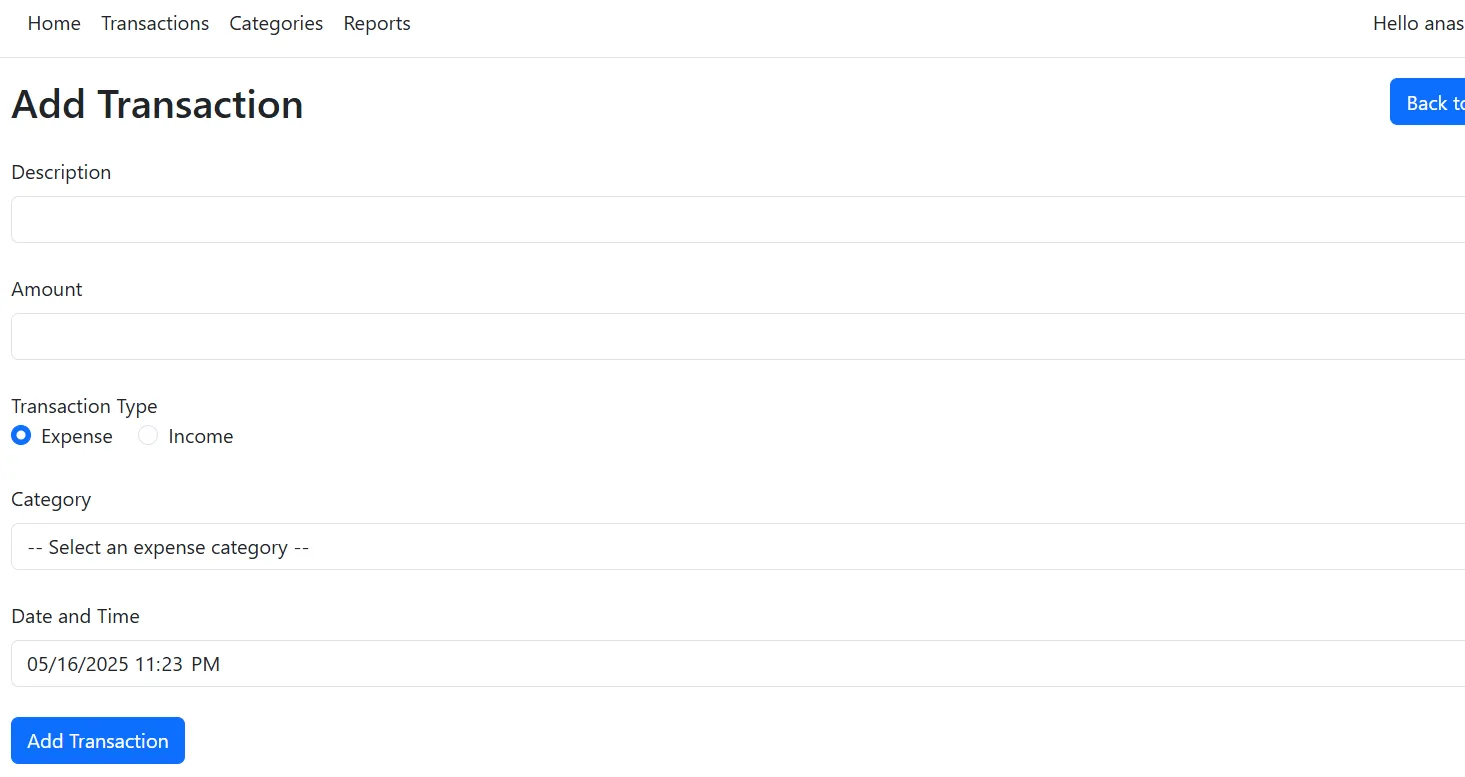 Home Transactions Categories Reports Hello anas
Add Transaction Back
Description
Amount
Transaction Type
Expense Income
Category
-- Select an expense category --
Date and Time
05/16/2025 11:23 PM
Add Transaction